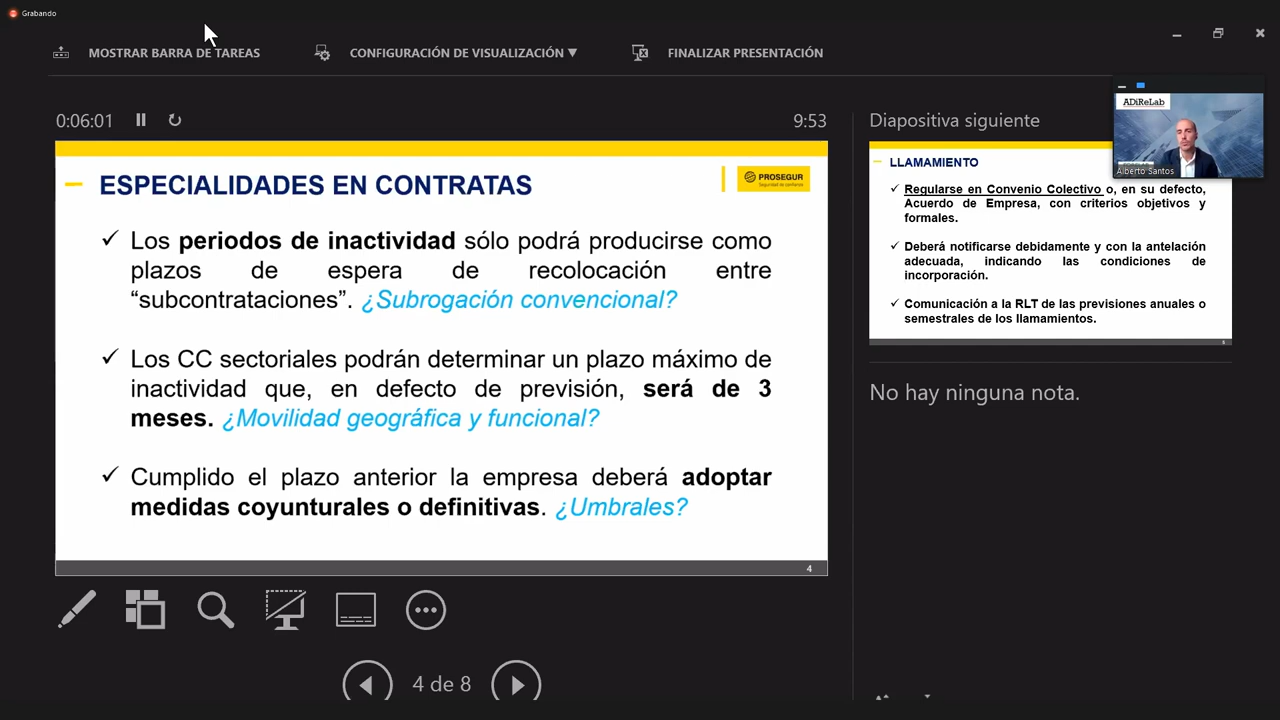 Grabando
MOSTRAR BARRA DE TAREAS
CONFIGURACIÓN DE VISUALIZACIÓN ▼
FINALIZAR PRESENTACIÓN
0:06:01
9:53
ESPECIALIDADES EN CONTRATAS
PROSEGUR
Seguridad de confianza
✓ Los periodos de inactividad sólo podrá producirse como
plazos de espera de recolocación entre
“subcontrataciones”. ¿Subrogación convencional?
✓ Los CC sectoriales podrán determinar un plazo máximo de
inactividad que, en defecto de previsión, será de 3
meses. ¿Movilidad geográfica y funcional?
✓ Cumplido el plazo anterior la empresa deberá adoptar
medidas coyunturales o definitivas. ¿Umbrales?
4
4 de 8
Diapositiva siguiente
ADiReLab
Alberto Santos
LLAMAMIENTO
✓ Regularse en Convenio Colectivo o, en su defecto,
Acuerdo de Empresa, con criterios objetivos y
formales.
✓ Deberá notificarse debidamente y con la antelación
adecuada, indicando las condiciones de
incorporación.
✓ Comunicación a la RLT de las previsiones anuales o
semestrales de los llamamientos.
No hay ninguna nota.